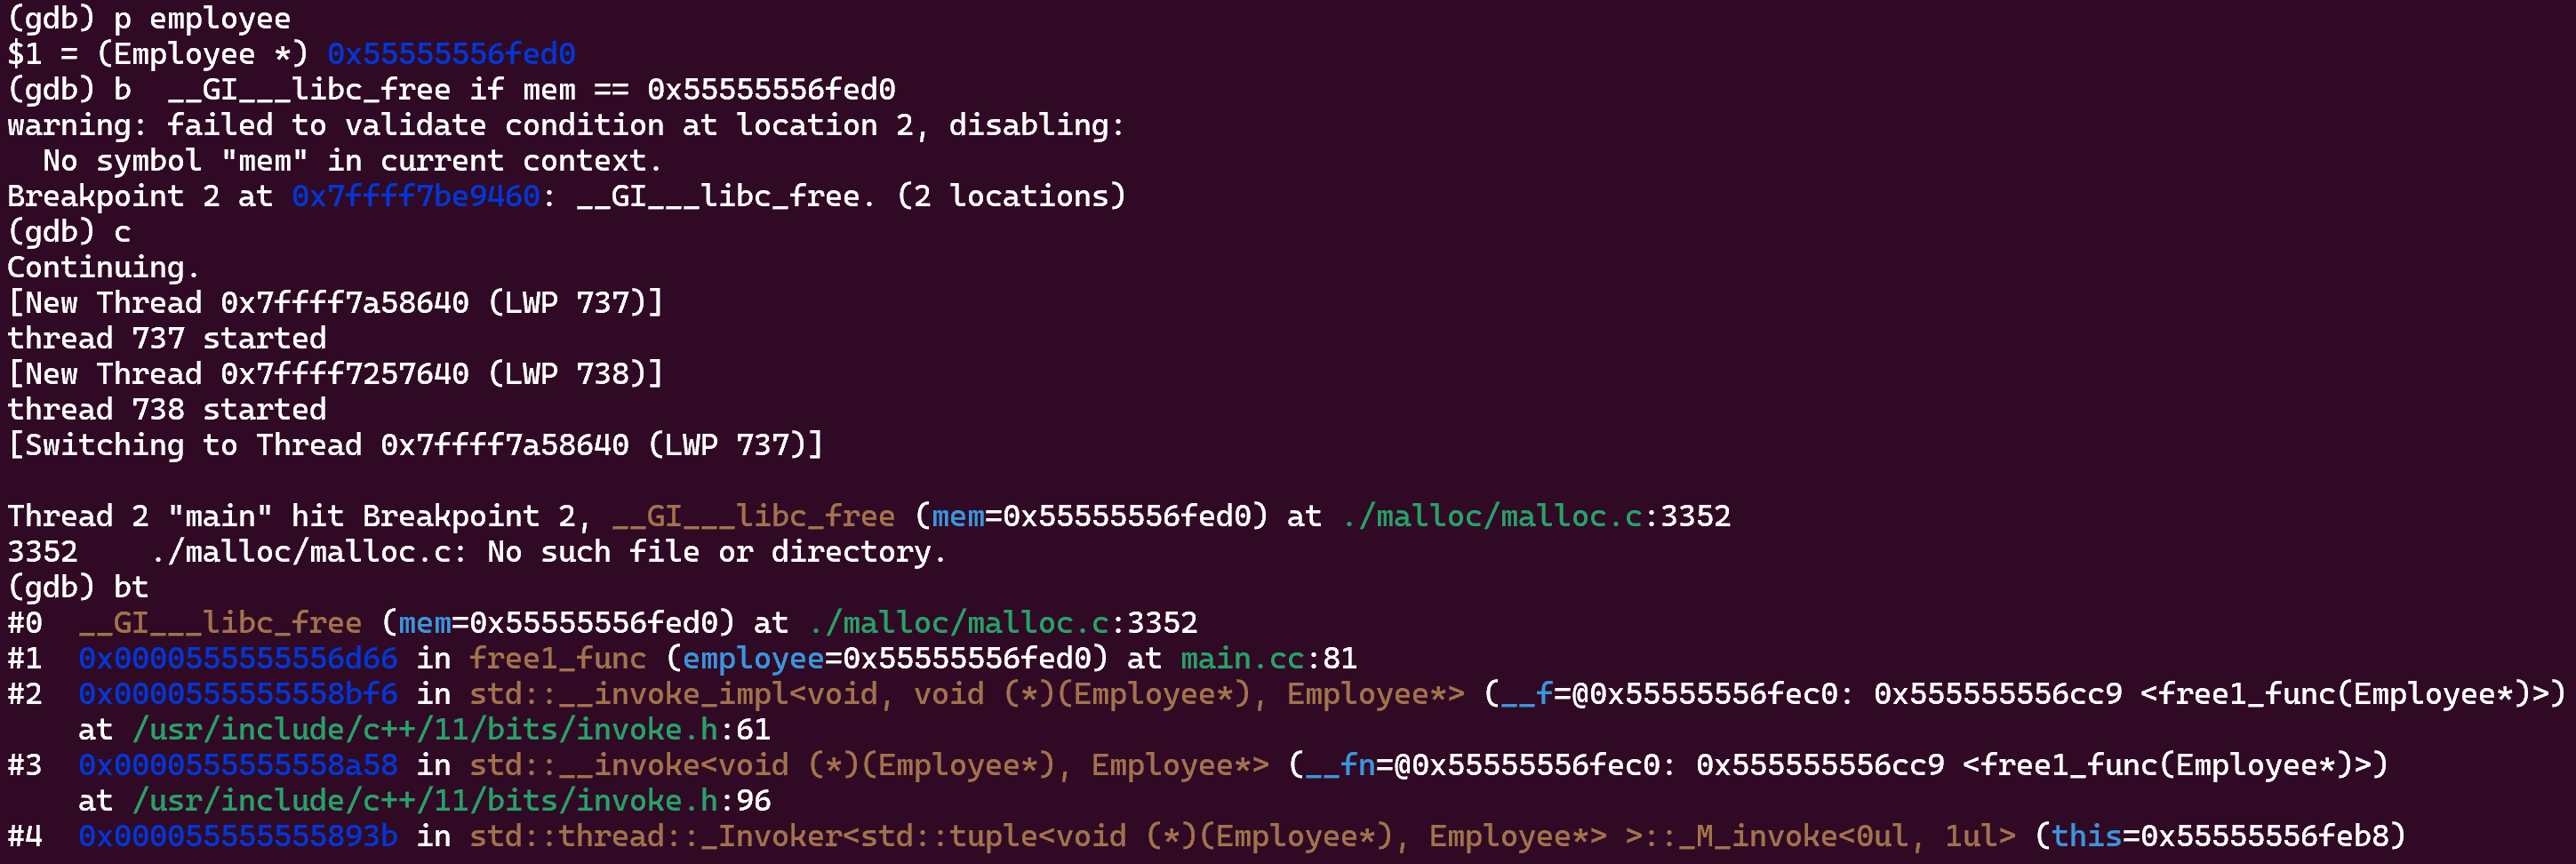 (gdb) p employee
$1 = (Employee *) 0x55555556fed0
(gdb) b  __GI___libc_free if mem == 0x55555556fed0
warning: failed to validate condition at location 2, disabling:
  No symbol "mem" in current context.
Breakpoint 2 at 0x7ffff7be9460: __GI___libc_free. (2 locations)
(gdb) c
Continuing.
[New Thread 0x7ffff7a58640 (LWP 737)]
thread 737 started
[New Thread 0x7ffff7257640 (LWP 738)]
thread 738 started
[Switching to Thread 0x7ffff7a58640 (LWP 737)]

Thread 2 "main" hit Breakpoint 2, __GI___libc_free (mem=0x55555556fed0) at ./malloc/malloc.c:3352
3352    ./malloc/malloc.c: No such file or directory.
(gdb) bt
#0  __GI___libc_free (mem=0x55555556fed0) at ./malloc/malloc.c:3352
#1  0x0000555555556d66 in free1_func (employee=0x55555556fed0) at main.cc:81
#2  0x0000555555558bf6 in std::__invoke_impl<void, void (*)(Employee*), Employee*> (__f=@0x55555556fec0: 0x555555556cc9 <free1_func(Employee*)>)
    at /usr/include/c++/11/bits/invoke.h:61
#3  0x0000555555558a58 in std::__invoke<void (*)(Employee*), Employee*> (__fn=@0x55555556fec0: 0x555555556cc9 <free1_func(Employee*)>)
    at /usr/include/c++/11/bits/invoke.h:96
#4  0x000055555555893b in std::thread::_Invoker<std::tuple<void (*)(Employee*), Employee*> >::_M_invoke<0ul, 1ul> (this=0x55555556feb8)